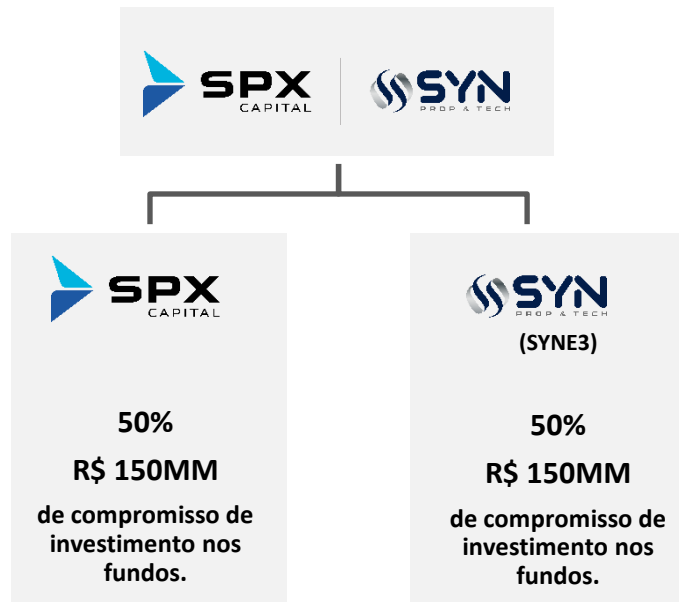 SPX
CAPITAL
SYN
PROP & TECH
SPX
CAPITAL
50%
R$ 150MM
de compromisso de
investimento nos
fundos.
SYN
PROP & TECH
(SYNE3)
50%
R$ 150MM
de compromisso de
investimento nos
fundos.